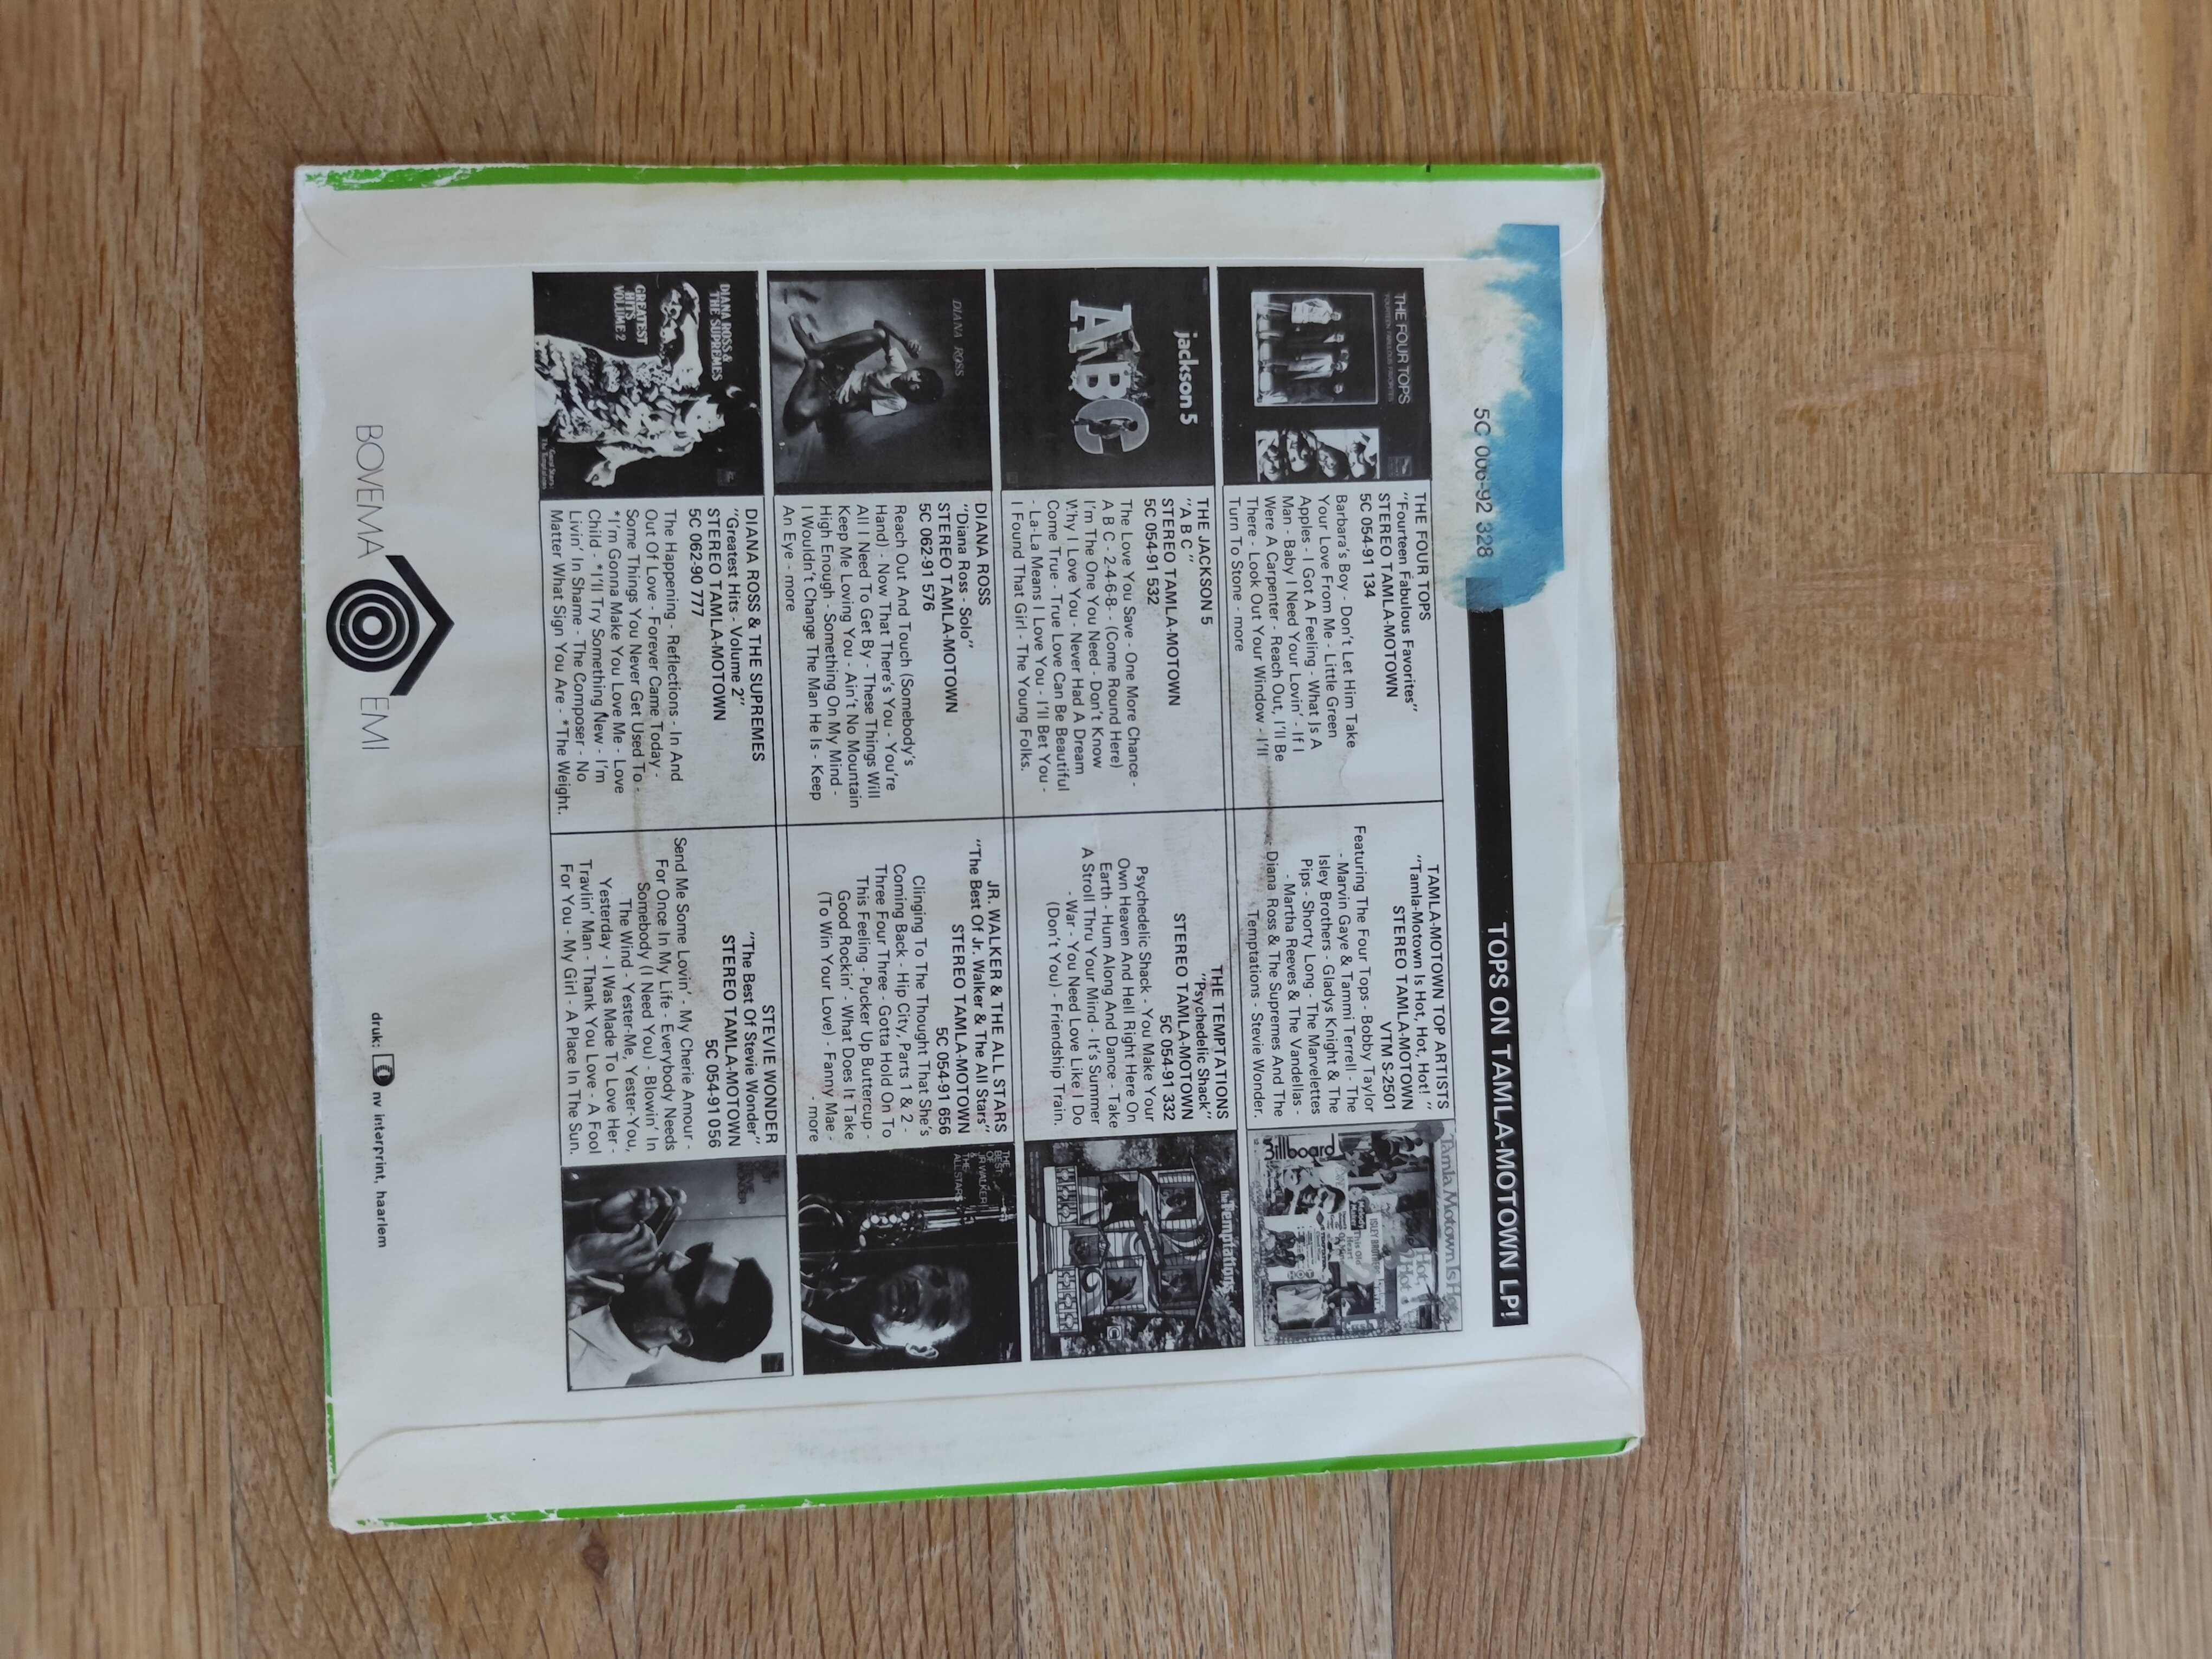 5C 006-92 328
TOPS ON TAMLA-MOTOWN LP!
THE FOUR TOPS
THE FOUR TOPS
"Fourteen Fabulous Favorites"
STEREO TAMLA-MOTOWN
5C 054-91 134
Barbara's Boy - Don't Let Him Take
Your Love From Me - Little Green
Apples - I Got A Feeling - What Is A
Man - Baby I Need Your Lovin' - If I
Were A Carpenter - Reach Out, I'll Be
There - Look Out Your Window - I'll
Turn To Stone - more
TAMLA-MOTOWN TOP ARTISTS
"Tamla-Motown Is Hot, Hot, Hot! "
STEREO TAMLA-MOTOWN
VTM S-2501
Featuring The Four Tops - Bobby Taylor
- Marvin Gaye & Tammi Terrell - The
Isley Brothers - Gladys Knight & The
Pips - Shorty Long - The Marvelettes
- Martha Reeves & The Vandellas -
Diana Ross & The Supremes And The
Temptations - Stevie Wonder.
Tamla Motown Is Hot,
Hot,
Hot!
Billboard
jackson 5
ABC
THE JACKSON 5
"A B C"
STEREO TAMLA-MOTOWN
5C 054-91 532
The Love You Save - One More Chance -
A B C - 2-4-6-8- - (Come Round Here)
I'm The One You Need - Don't Know
Why I Love You - Never Had A Dream
Come True - True Love Can Be Beautiful
- La-La Means I Love You - I'll Bet You -
I Found That Girl - The Young Folks.
THE TEMPTATIONS
"Psychedelic Shack"
STEREO TAMLA-MOTOWN
5C 054-91 332
Psychedelic Shack - You Make Your
Own Heaven And Hell Right Here On
Earth - Hum Along And Dance - Take
A Stroll Thru Your Mind - It's Summer
- War - You Need Love Like I Do
(Don't You) - Friendship Train.
the Temptations
DIANA ROSS
DIANA ROSS
"Diana Ross - Solo"
STEREO TAMLA-MOTOWN
5C 062-91 576
Reach Out And Touch (Somebody's
Hand) - Now That There's You - You're
All I Need To Get By - These Things Will
Keep Me Loving You - Ain't No Mountain
High Enough - Something On My Mind -
I Wouldn't Change The Man He Is - Keep
An Eye - more
JR. WALKER & THE ALL STARS
"The Best Of Jr. Walker & The All Stars"
STEREO TAMLA-MOTOWN
5C 054-91 656
Clinging To The Thought That She's
Coming Back - Hip City, Parts 1 & 2 -
Three Four Three - Gotta Hold On To
This Feeling - Pucker Up Buttercup -
Good Rockin' - What Does It Take
(To Win Your Love) - Fanny Mae -
- more
THE
BEST
OF
JR WALKER
&
THE
ALL STARS
DIANA ROSS &
THE SUPREMES
GREATEST
HITS
VOLUME 2
DIANA ROSS & THE SUPREMES
"Greatest Hits - Volume 2"
STEREO TAMLA-MOTOWN
5C 062-90 777
The Happening - Reflections - In And
Out Of Love - Forever Came Today -
Some Things You Never Get Used To -
*I'm Gonna Make You Love Me - Love
Child - *I'll Try Something New - I'm
Livin' In Shame - The Composer - No
Matter What Sign You Are - *The Weight.
STEVIE WONDER
"The Best Of Stevie Wonder"
STEREO TAMLA-MOTOWN
5C 054-91 056
Send Me Some Lovin' - My Cherie Amour -
For Once In My Life - Everybody Needs
Somebody (I Need You) - Blowin' In
The Wind - Yester-Me, Yester-You,
Yesterday - I Was Made To Love Her -
Travlin' Man - Thank You Love - A Fool
For You - My Girl - A Place In The Sun.
BOVEMA EMI
druk: nv interprint, haarlem